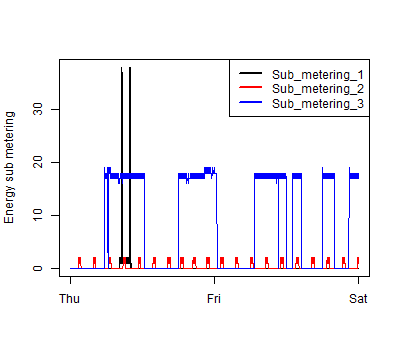 Sub_metering_1
Sub_metering_2
Sub_metering_3
Energy sub metering
30
20
10
0
Thu
Fri
Sat